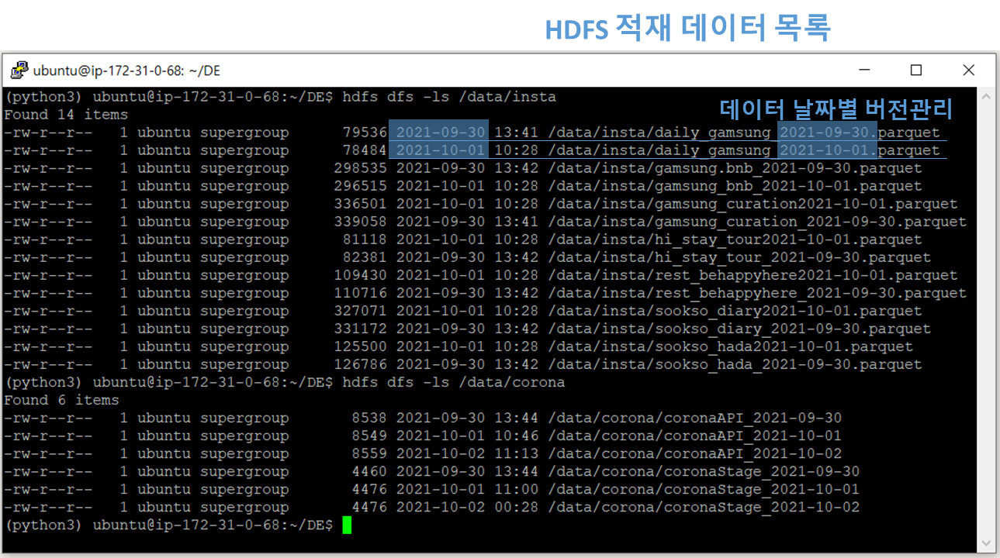 HDFS 적재 데이터 목록
ubuntu@ip-172-31-0-68: ~/DE
(python3) ubuntu@ip-172-31-0-68:~/DE$ hdfs dfs -ls /data/insta
데이터 날짜별 버전관리
Found 14 items
-rw-r--r--   1 ubuntu supergroup      79536 2021-09-30 13:41 /data/insta/daily_gamsung_2021-09-30.parquet
-rw-r--r--   1 ubuntu supergroup      78484 2021-10-01 10:28 /data/insta/daily_gamsung_2021-10-01.parquet
-rw-r--r--   1 ubuntu supergroup     298535 2021-09-30 13:42 /data/insta/gamsung.bnb_2021-09-30.parquet
-rw-r--r--   1 ubuntu supergroup     296515 2021-10-01 10:28 /data/insta/gamsung_bnb_2021-10-01.parquet
-rw-r--r--   1 ubuntu supergroup     336501 2021-10-01 10:28 /data/insta/gamsung_curation2021-10-01.parquet
-rw-r--r--   1 ubuntu supergroup     339058 2021-09-30 13:41 /data/insta/gamsung_curation_2021-09-30.parquet
-rw-r--r--   1 ubuntu supergroup      81118 2021-10-01 10:28 /data/insta/hi_stay_tour2021-10-01.parquet
-rw-r--r--   1 ubuntu supergroup      82381 2021-09-30 13:42 /data/insta/hi_stay_tour_2021-09-30.parquet
-rw-r--r--   1 ubuntu supergroup     109430 2021-10-01 10:28 /data/insta/rest_behappyhere2021-10-01.parquet
-rw-r--r--   1 ubuntu supergroup     110716 2021-09-30 13:42 /data/insta/rest_behappyhere_2021-09-30.parquet
-rw-r--r--   1 ubuntu supergroup     327071 2021-10-01 10:28 /data/insta/sookso_diary2021-10-01.parquet
-rw-r--r--   1 ubuntu supergroup     331172 2021-09-30 13:42 /data/insta/sookso_diary_2021-09-30.parquet
-rw-r--r--   1 ubuntu supergroup     125500 2021-10-01 10:28 /data/insta/sookso_hada2021-10-01.parquet
-rw-r--r--   1 ubuntu supergroup     126786 2021-09-30 13:42 /data/insta/sookso_hada_2021-09-30.parquet
(python3) ubuntu@ip-172-31-0-68:~/DE$ hdfs dfs -ls /data/corona
Found 6 items
-rw-r--r--   1 ubuntu supergroup       8538 2021-09-30 13:44 /data/corona/coronaAPI_2021-09-30
-rw-r--r--   1 ubuntu supergroup       8549 2021-10-01 10:46 /data/corona/coronaAPI_2021-10-01
-rw-r--r--   1 ubuntu supergroup       8559 2021-10-02 11:13 /data/corona/coronaAPI_2021-10-02
-rw-r--r--   1 ubuntu supergroup       4460 2021-09-30 13:44 /data/corona/coronaStage_2021-09-30
-rw-r--r--   1 ubuntu supergroup       4476 2021-10-01 11:00 /data/corona/coronaStage_2021-10-01
-rw-r--r--   1 ubuntu supergroup       4476 2021-10-02 00:28 /data/corona/coronaStage_2021-10-02
(python3) ubuntu@ip-172-31-0-68:~/DE$